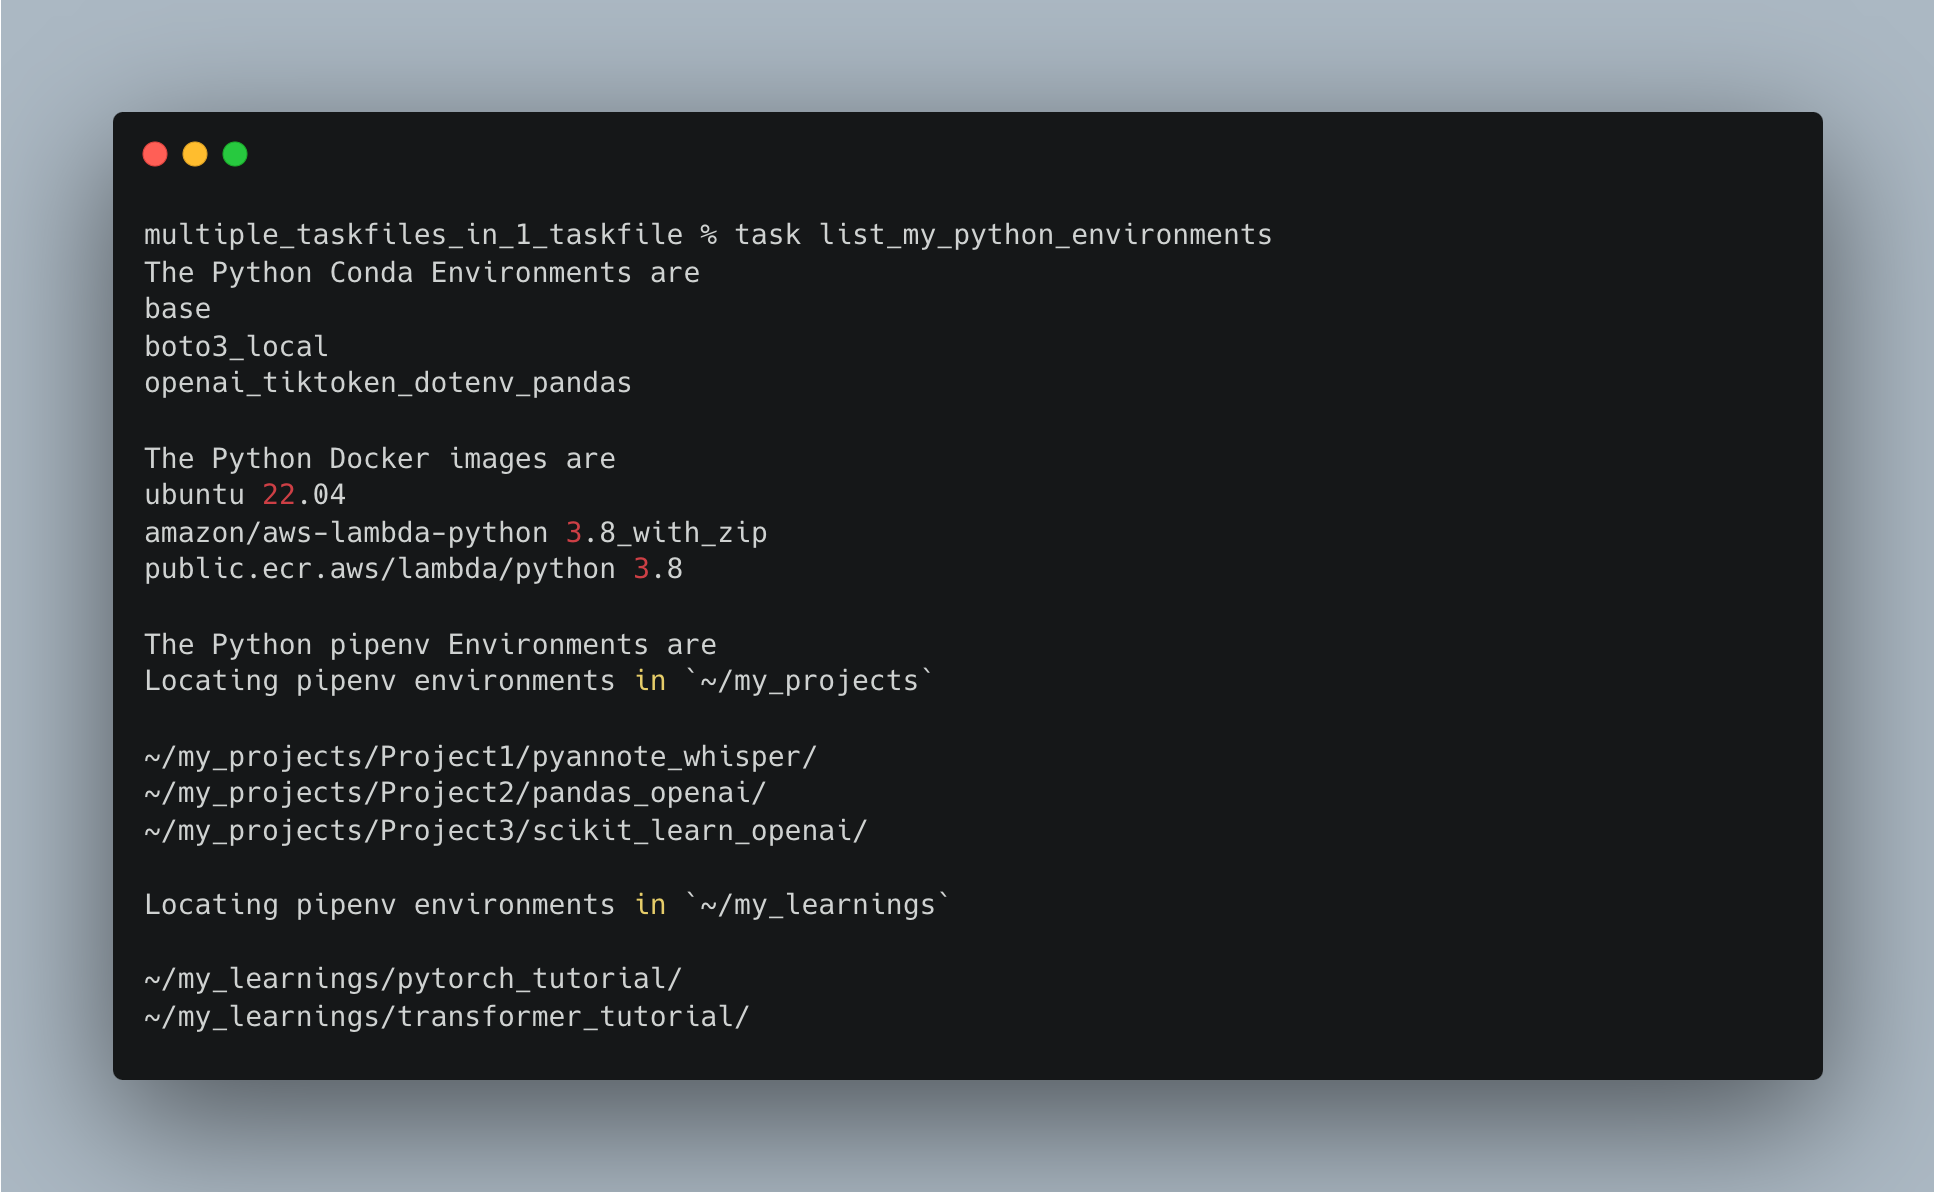 multiple_taskfiles_in_1_taskfile % task list_my_python_environments
The Python Conda Environments are
base
boto3_local
openai_tiktoken_dotenv_pandas
The Python Docker images are
ubuntu 22.04
amazon/aws-lambda-python 3.8_with_zip
public.ecr.aws/lambda/python 3.8
The Python pipenv Environments are
Locating pipenv environments in `~/my_projects`
~/my_projects/Project1/pyannote_whisper/
~/my_projects/Project2/pandas_openai/
~/my_projects/Project3/scikit_learn_openai/
Locating pipenv environments in `~/my_learnings`
~/my_learnings/pytorch_tutorial/
~/my_learnings/transformer_tutorial/